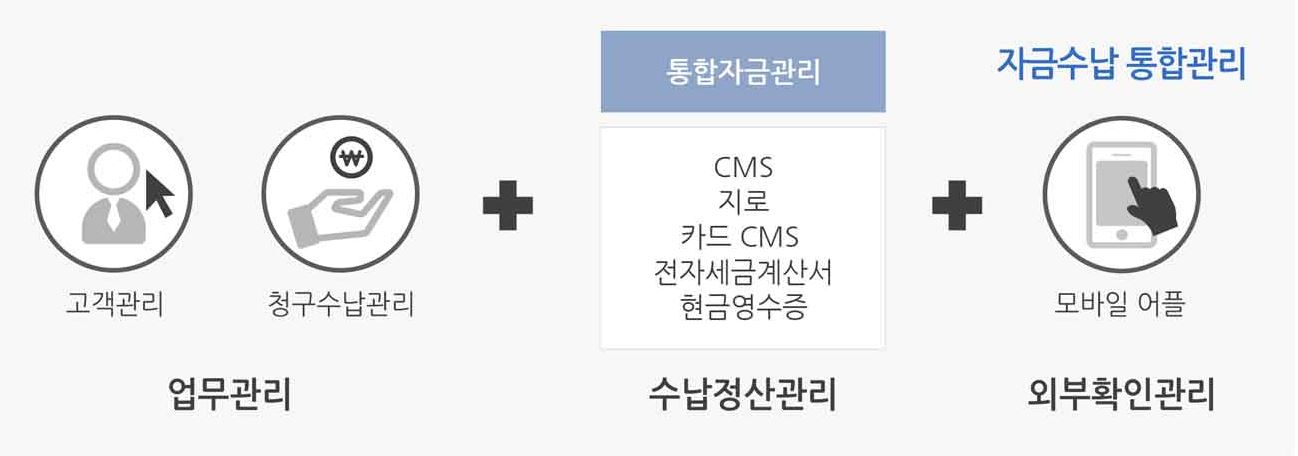 자금수납 통합관리
통합자금관리
₩
CMS
지로
카드 CMS
전자세금계산서
현금영수증
고객관리
청구수납관리
모바일 어플
업무관리
수납정산관리
외부확인관리